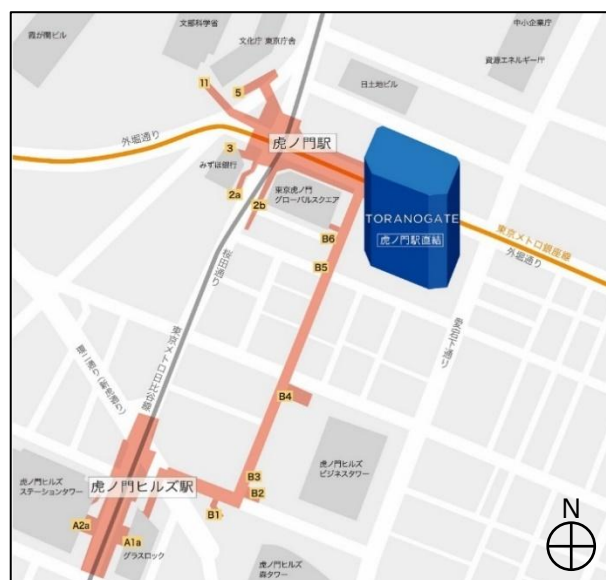 霞が関ビル
文部科学省
文化庁 東京庁舎
中小企業庁
資源エネルギー庁
日土地ビル
11
5
外堀通り
虎ノ門駅
3
みずほ銀行
2a
2b
東京虎ノ門
グローバルスクエア
TORANOGATE
虎ノ門駅直結
東京メトロ銀座線
外堀通り
B6
B5
桜田通り
愛宕下通り
東京メトロ日比谷線
環二通り(新虎通り)
B4
虎ノ門ヒルズ
ビジネスタワー
B3
B2
B1
虎ノ門ヒルズ
ステーションタワー
虎ノ門ヒルズ駅
A2a
A1a
グラスロック
虎ノ門ヒルズ
森タワー
N